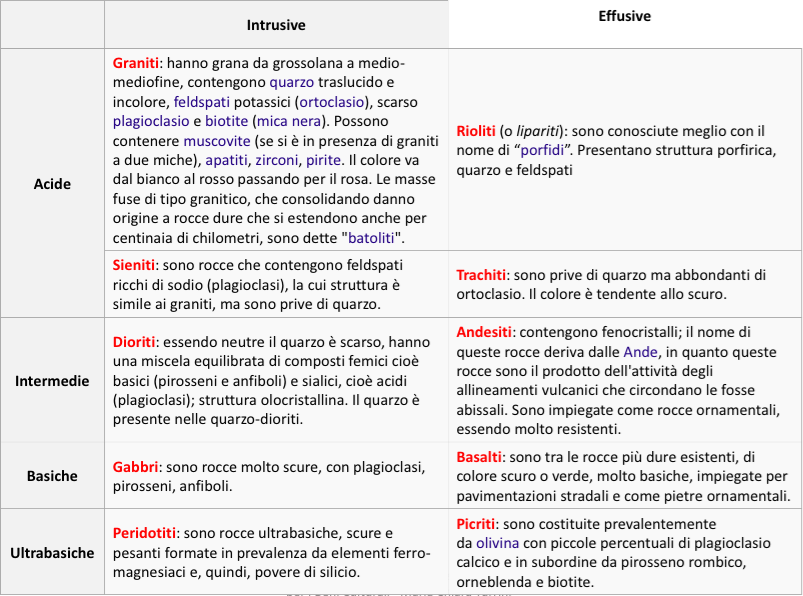 Intrusive
Effusive
Acide
Graniti: hanno grana da grossolana a medio-
mediofine, contengono quarzo traslucido e
incolore, feldspati potassici (ortoclasio), scarso
plagioclasio e biotite (mica nera). Possono
contenere muscovite (se si è in presenza di graniti
a due miche), apatiti, zirconi, pirite. Il colore va
dal bianco al rosso passando per il rosa. Le masse
fuse di tipo granitico, che consolidando danno
origine a rocce dure che si estendono anche per
centinaia di chilometri, sono dette "batoliti".
Rioliti (o lipariti): sono conosciute meglio con il
nome di “porfidi”. Presentano struttura porfirica,
quarzo e feldspati
Sieniti: sono rocce che contengono feldspati
ricchi di sodio (plagioclasi), la cui struttura è
simile ai graniti, ma sono prive di quarzo.
Trachiti: sono prive di quarzo ma abbondanti di
ortoclasio. Il colore è tendente allo scuro.
Intermedie
Dioriti: essendo neutre il quarzo è scarso, hanno
una miscela equilibrata di composti femici cioè
basici (pirosseni e anfiboli) e sialici, cioè acidi
(plagioclasi); struttura olocristallina. Il quarzo è
presente nelle quarzo-dioriti.
Andesiti: contengono fenocristalli; il nome di
queste rocce deriva dalle Ande, in quanto queste
rocce sono il prodotto dell'attività degli
allineamenti vulcanici che circondano le fosse
abissali. Sono impiegate come rocce ornamentali,
essendo molto resistenti.
Basiche
Gabbri: sono rocce molto scure, con plagioclasi,
pirosseni, anfiboli.
Basalti: sono tra le rocce più dure esistenti, di
colore scuro o verde, molto basiche, impiegate per
pavimentazioni stradali e come pietre ornamentali.
Ultrabasiche
Peridotiti: sono rocce ultrabasiche, scure e
pesanti formate in prevalenza da elementi ferro-
magnesiaci e, quindi, povere di silicio.
Picriti: sono costituite prevalentemente
da olivina con piccole percentuali di plagioclasio
calcico e in subordine da pirosseno rombico,
orneblenda e biotite.